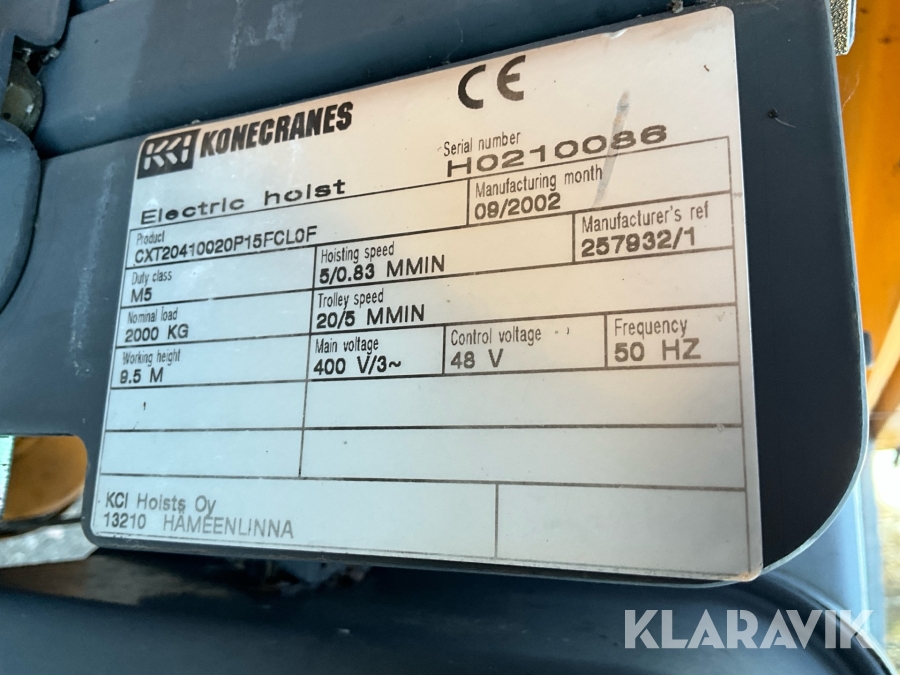 CE
KCI KONECRANES
Serial number
H0210086
Electric hoist
Manufacturing month
09/2002
Product
CXT20410020P15FCL0F
Manufacturer's ref
257932/1
Duty class
M5
Hoisting speed
5/0.83 MMIN
Nominal load
2000 KG
Trolley speed
20/5 MMIN
Working height
9.5 M
Main voltage
400 V/3~
Control voltage
48 V
Frequency
50 HZ
KCI Hoists Oy
13210 HÄMEENLINNA
KLARAVIK